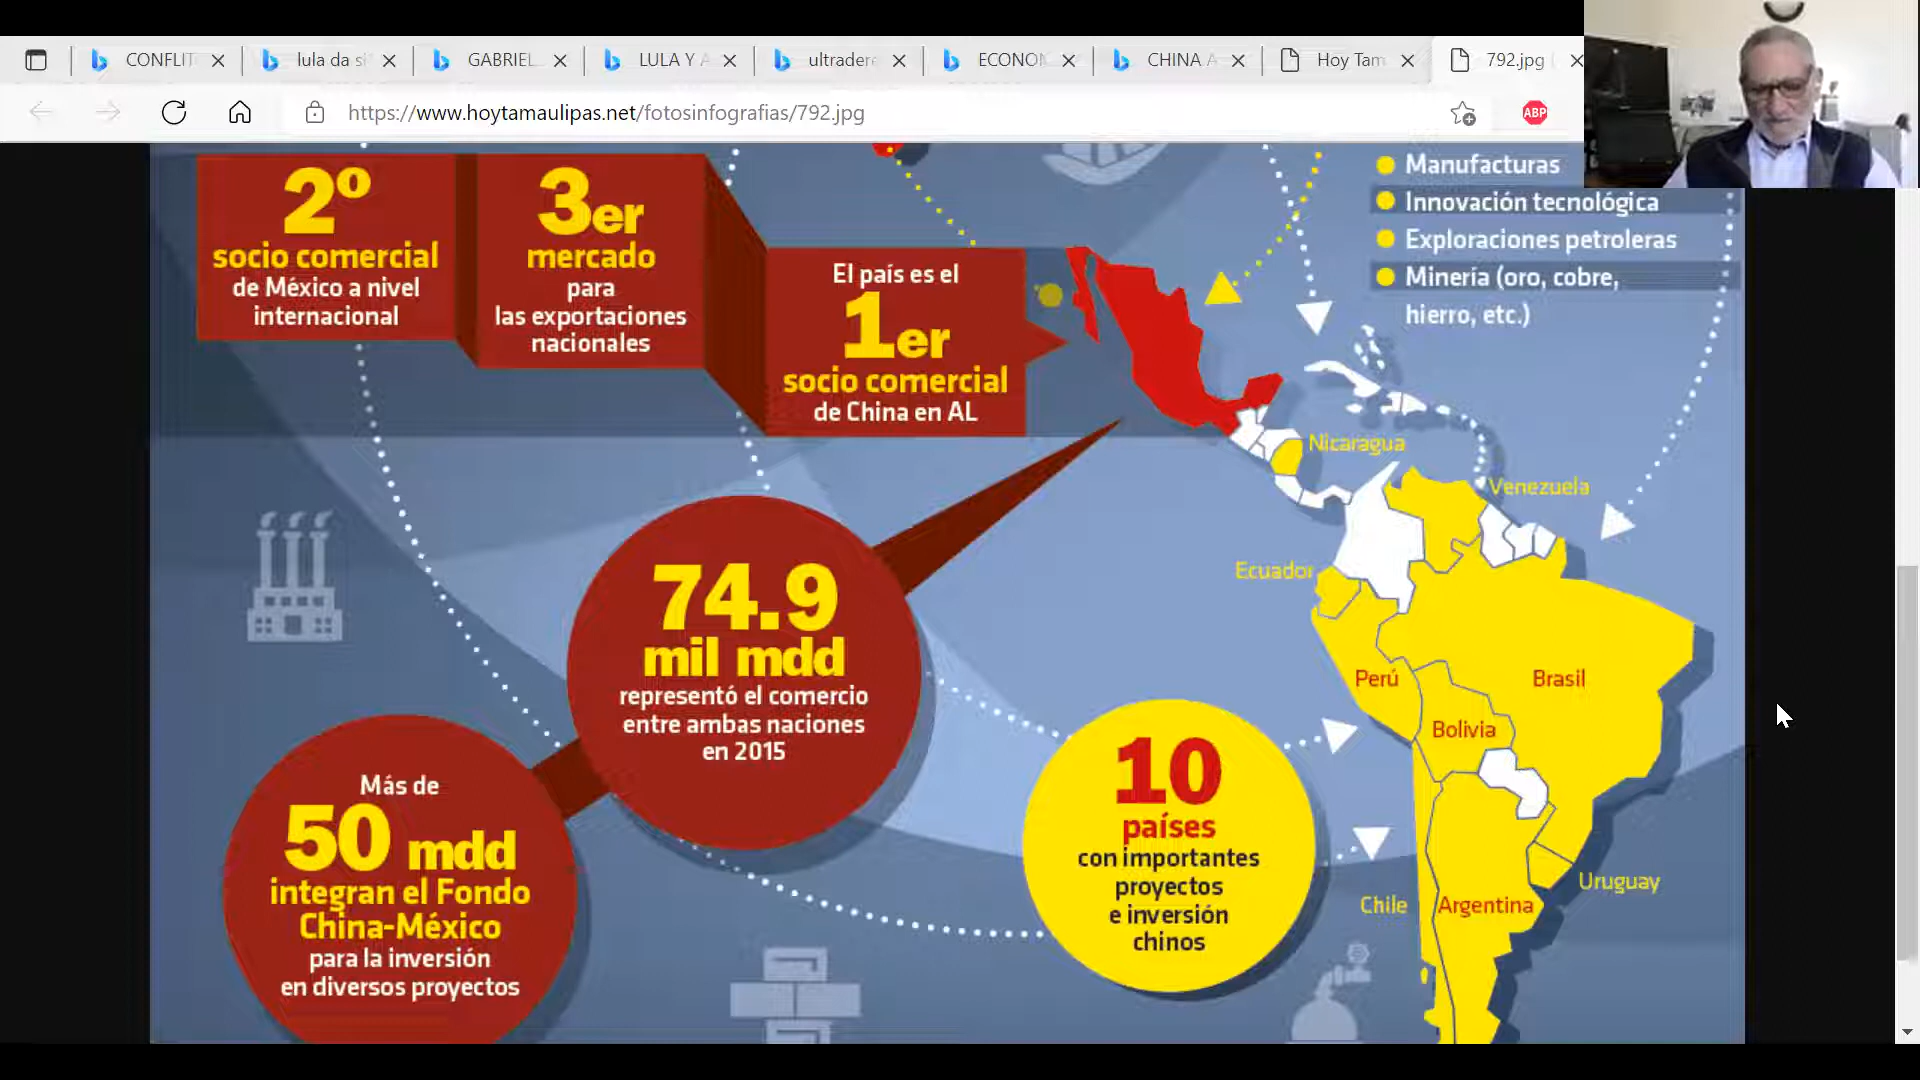 CONFLIT
lula da si
GABRIEL
LULA Y A
ultradere
ECONOM
CHINA A
Hoy Tam
792.jpg (
https://www.hoytamaulipas.net/fotosinfografias/792.jpg
ABP
2º
socio comercial
de México a nivel
internacional
3er
mercado
para
las exportaciones
nacionales
El país es el
1er
socio comercial
de China en AL
Manufacturas
Innovación tecnológica
Exploraciones petroleras
Minería (oro, cobre,
hierro, etc.)
Nicaragua
Venezuela
Ecuador
Perú
Brasil
Bolivia
Uruguay
Chile
Argentina
74.9
mil mdd
representó el comercio
entre ambas naciones
en 2015
Más de
50 mdd
integran el Fondo
China-México
para la inversión
en diversos proyectos
10
países
con importantes
proyectos
e inversión
chinos